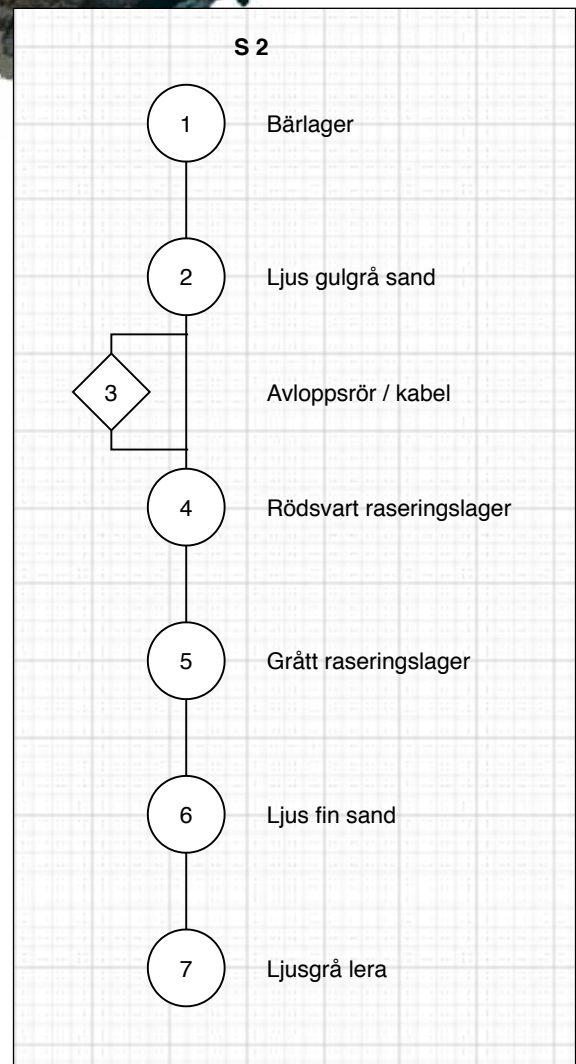 S 2
1 Bärlager
2 Ljus gulgrå sand
3 Avloppsrör / kabel
4 Rödsvart raseringslager
5 Grått raseringslager
6 Ljus fin sand
7 Ljusgrå lera